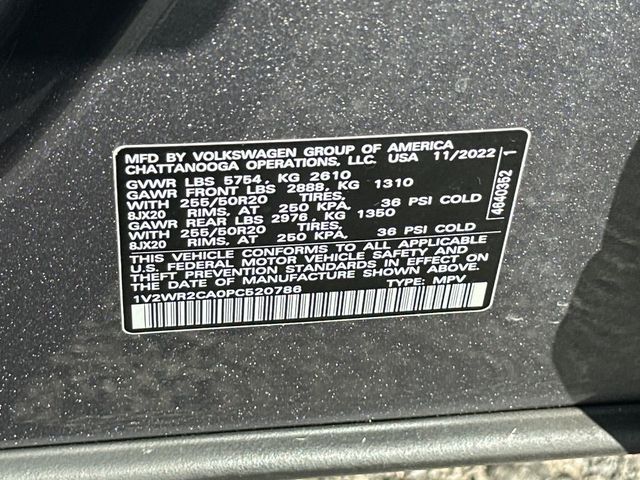 MFD BY VOLKSWAGEN GROUP OF AMERICA
CHATTANOOGA OPERATIONS, LLC. USA 11/2022
GVWR LBS 5754, KG 2610
GAWR FRONT LBS 2888, KG 1310
WITH 255/50R20 TIRES,
8JX20 RIMS, AT 250 KPA. 36 PSI COLD
GAWR REAR LBS 2976, KG 1350
WITH 255/50R20 TIRES,
8JX20 RIMS, AT 250 KPA. 36 PSI COLD
THIS VEHICLE CONFORMS TO ALL APPLICABLE
U.S. FEDERAL MOTOR VEHICLE SAFETY AND
THEFT PREVENTION STANDARDS IN EFFECT ON
THE DATE OF MANUFACTURE SHOWN ABOVE.
1V2WR2CA0PC520786 TYPE: MPV
4640352 1